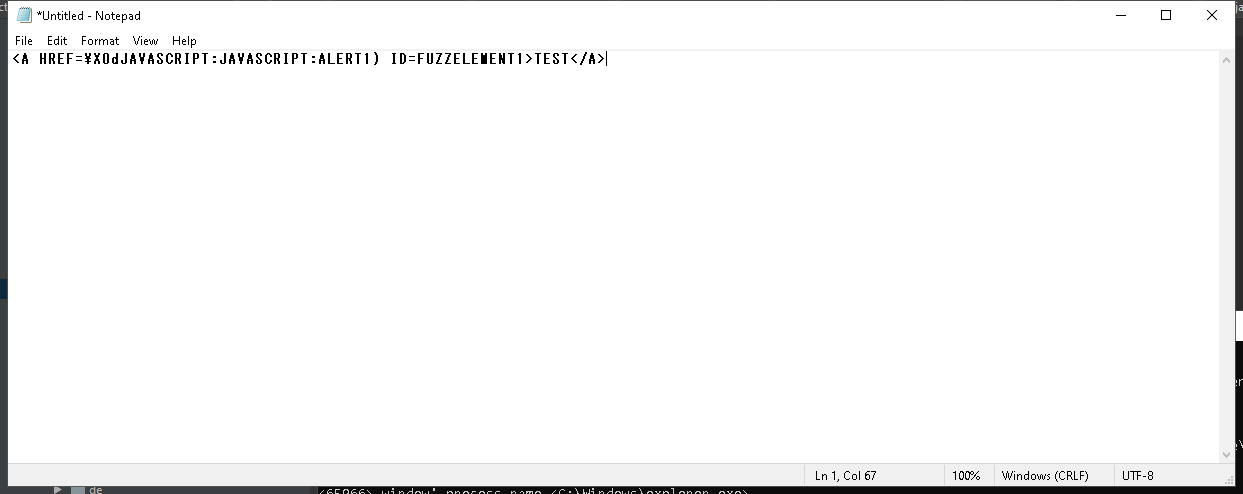 *Untitled - Notepad
File Edit Format View Help
<A HREF=¥X0dJAVASCRIPT:JAVASCRIPT:ALERT1) ID=FUZZELEMENT1>TEST</A>
Ln 1, Col 67 100% Windows (CRLF) UTF-8
de